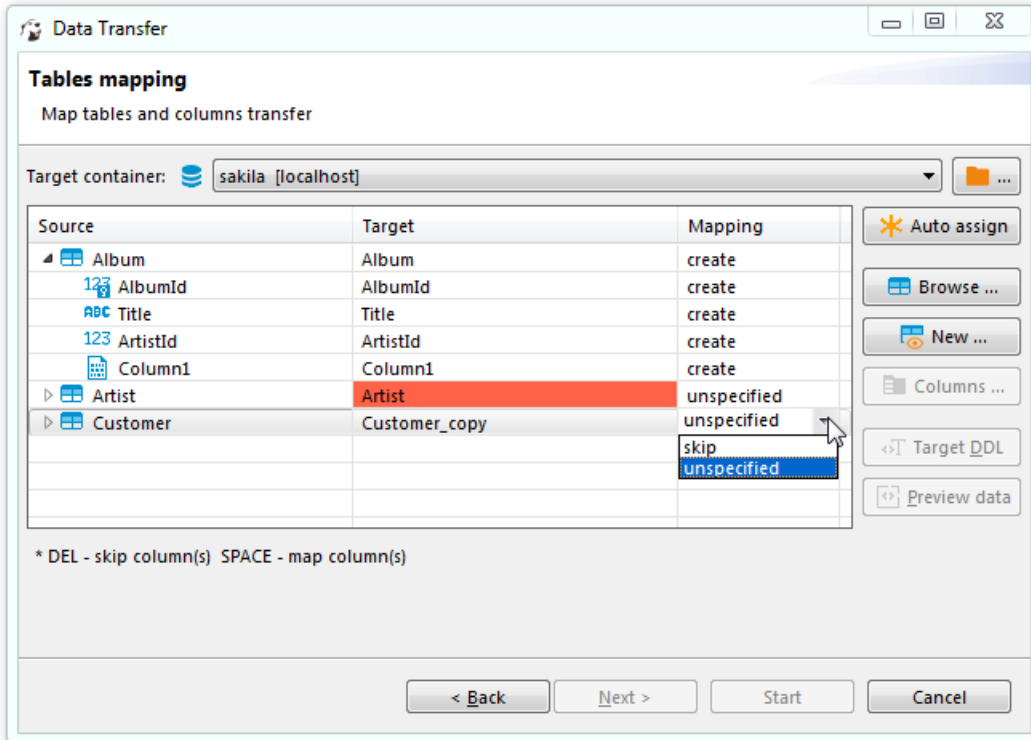 Data Transfer
Tables mapping
Map tables and columns transfer
Target container: sakila [localhost] ...
Source Target Mapping Auto assign
Album Album create
123 AlbumId AlbumId create Browse ...
ABC Title Title create
123 ArtistId ArtistId create New ...
Column1 Column1 create
Artist Artist unspecified Columns ...
Customer Customer_copy unspecified
skip Target DDL
unspecified
Preview data
* DEL - skip column(s) SPACE - map column(s)
< Back Next > Start Cancel